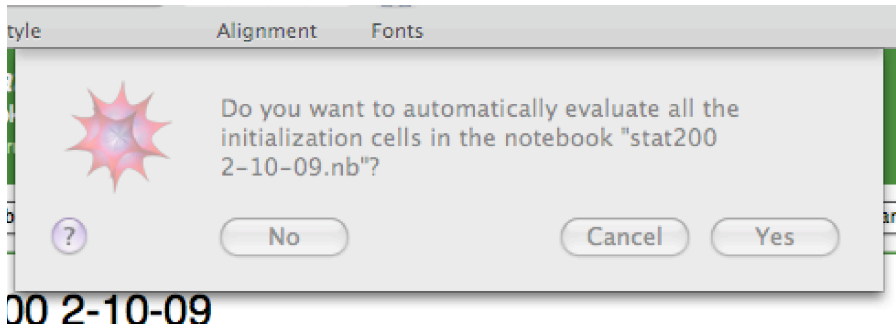 tyle Alignment Fonts
Do you want to automatically evaluate all the
initialization cells in the notebook "stat200
2-10-09.nb"?
? No Cancel Yes
00 2-10-09